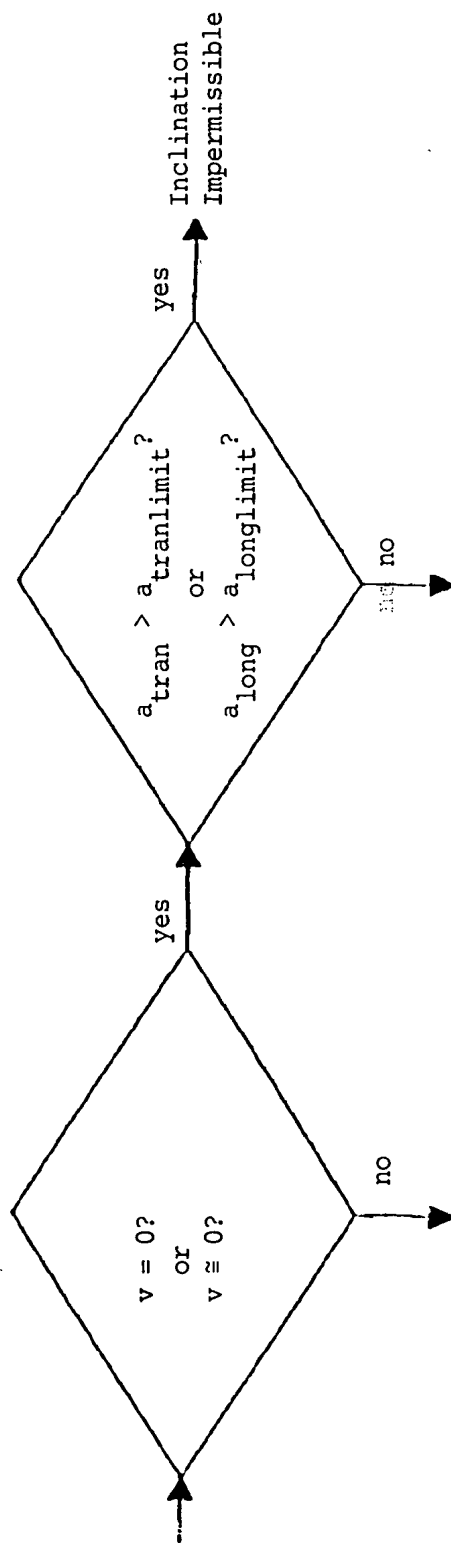 v = 0?
or
v ≅ 0?
no
yes
a_tran > a_tranlimit?
or
a_long > a_longlimit?
no
yes
Inclination
Impermissible